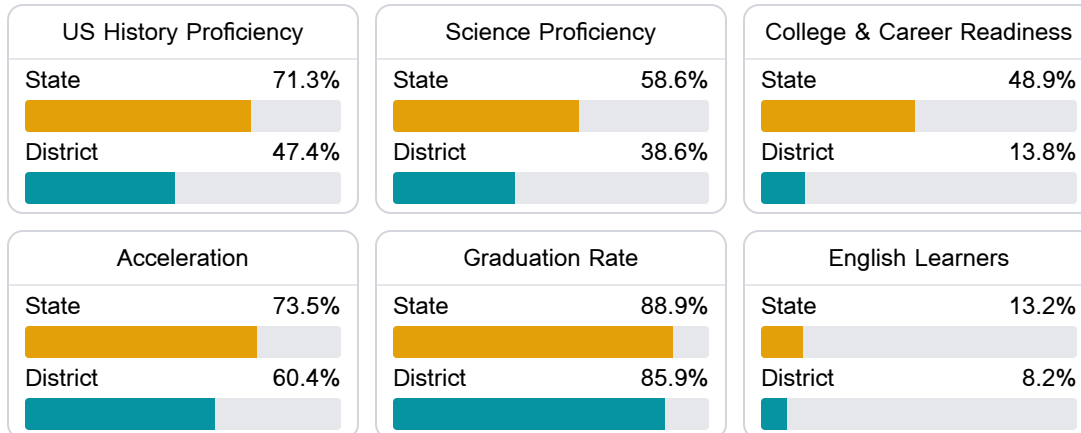 US History Proficiency
State 71.3%
District 47.4%
Science Proficiency
State 58.6%
District 38.6%
College & Career Readiness
State 48.9%
District 13.8%
Acceleration
State 73.5%
District 60.4%
Graduation Rate
State 88.9%
District 85.9%
English Learners
State 13.2%
District 8.2%